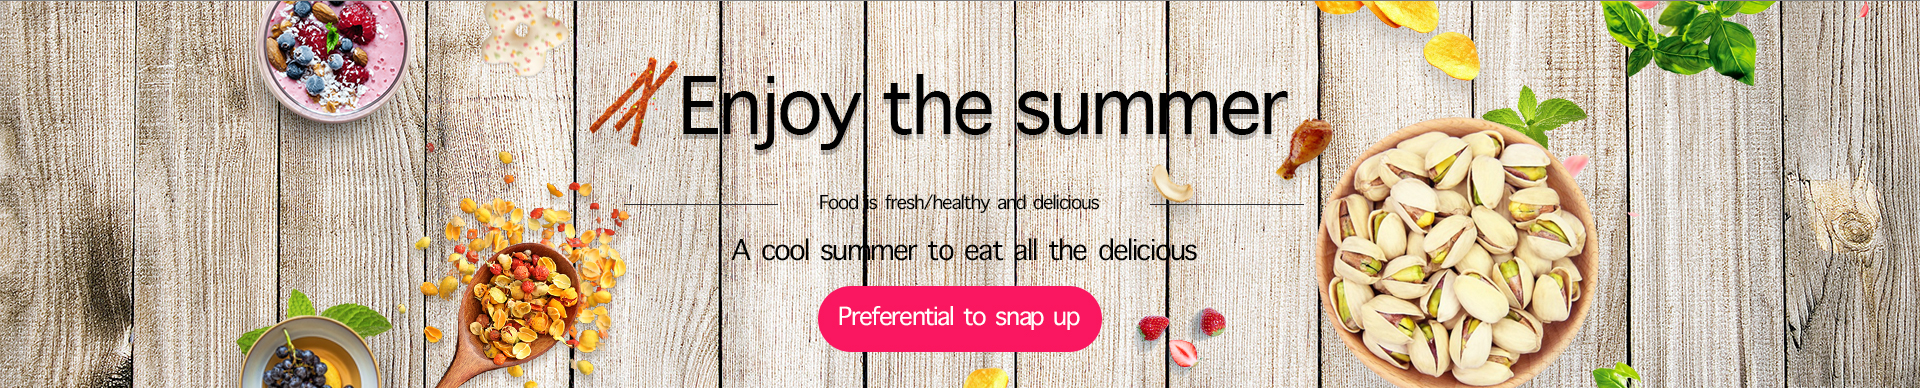 Enjoy the summer
Food is fresh/healthy and delicious
A cool summer to eat all the delicious
Preferential to snap up